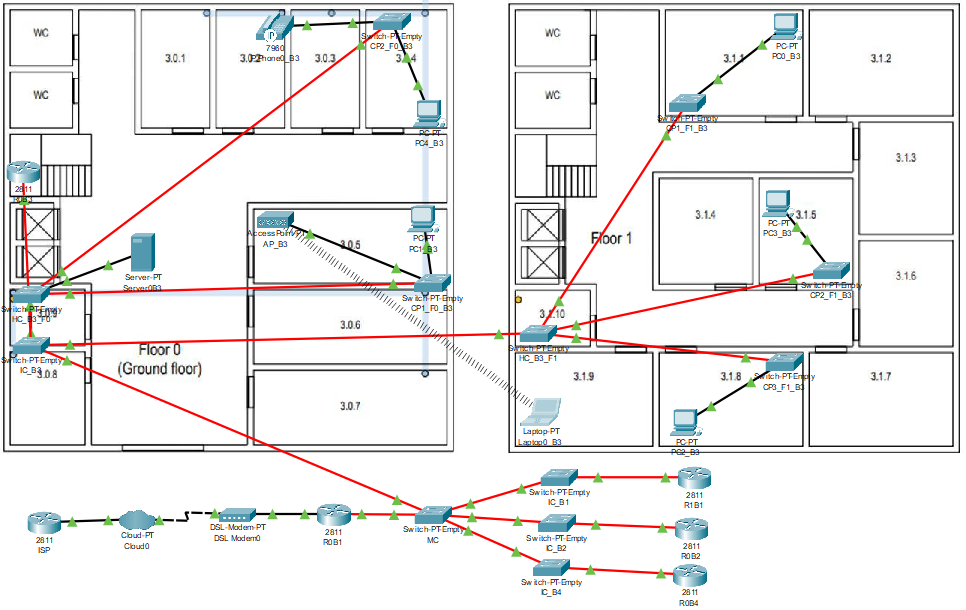 WC
3.0.1
3.0.2
3.0.3
3.0.4
7960
IPPhone0_B3
Switch-PT-Empty
CP2_F0_B3
WC
PC-PT
PC4_B3
2811
R0B3
Server-PT
Server0B3
AccessPoint-PT
AP_B3
3.0.5
PC-PT
PC1_B3
Switch-PT-Empty
CP1_F0_B3
Switch-PT-Empty
HC_B3_F0
3.0.9
3.0.6
Switch-PT-Empty
IC_B3
3.0.8
Floor 0
(Ground floor)
3.0.7
WC
3.1.1
PC-PT
PC0_B3
3.1.2
WC
Switch-PT-Empty
CP1_F1_B3
3.1.3
3.1.4
3.1.5
PC-PT
PC3_B3
Floor 1
3.1.6
Switch-PT-Empty
CP2_F1_B3
3.1.10
Switch-PT-Empty
HC_B3_F1
3.1.9
3.1.8
Switch-PT-Empty
CP3_F1_B3
3.1.7
Laptop-PT
Laptop0_B3
PC-PT
PC2_B3
2811
ISP
Cloud-PT
Cloud0
DSL-Modem-PT
DSL Modem0
2811
R0B1
Switch-PT-Empty
MC
Switch-PT-Empty
IC_B1
2811
R1B1
Switch-PT-Empty
IC_B2
2811
R0B2
Switch-PT-Empty
IC_B4
2811
R0B4